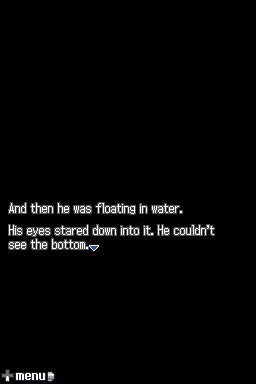 And then he was floating in water.
His eyes stared down into it. He couldn't
see the bottom.
menu